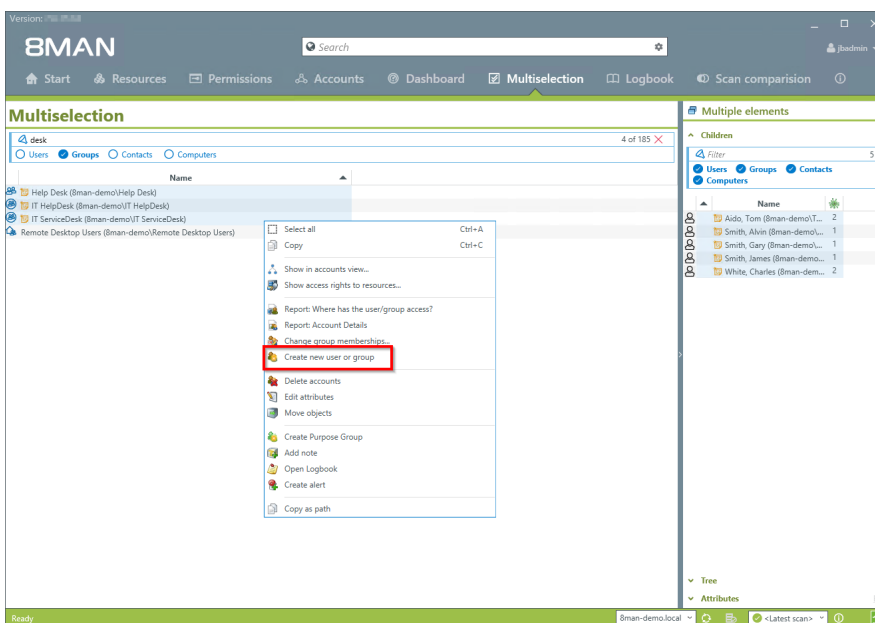 Version:
8MAN
Search
jbadmin
Start Resources Permissions Accounts Dashboard Multiselection Logbook Scan comparision
Multiselection
desk 4 of 185
Users Groups Contacts Computers
Name
Help Desk (8man-demo\Help Desk)
IT HelpDesk (8man-demo\IT HelpDesk)
IT ServiceDesk (8man-demo\IT ServiceDesk)
Remote Desktop Users (8man-demo\Remote Desktop Users)
Select all Ctrl+A
Copy Ctrl+C
Show in accounts view...
Show access rights to resources...
Report: Where has the user/group access?
Report: Account Details
Change group memberships...
Create new user or group
Delete accounts
Edit attributes
Move objects
Create Purpose Group
Add note
Open Logbook
Create alert
Copy as path
Multiple elements
Children
Filter 5
Users Groups Contacts
Computers
Name
Aido, Tom (8man-demo\T... 2
Smith, Alvin (8man-demo\... 1
Smith, Gary (8man-demo\... 1
Smith, James (8man-demo... 1
White, Charles (8man-dem... 2
Tree
Attributes
Ready 8man-demo.local <Latest scan>